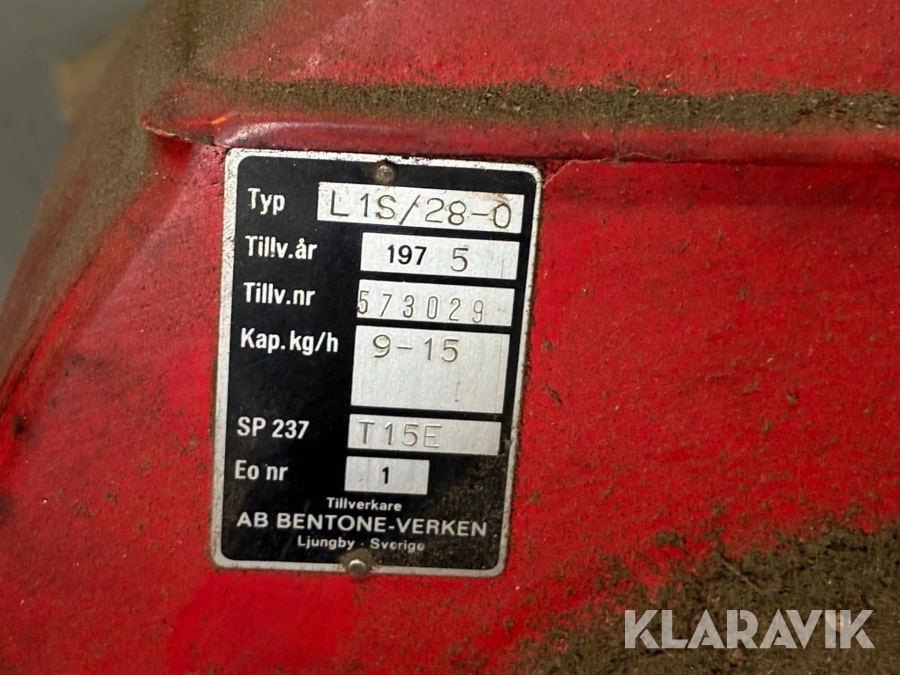 Typ L1S/28-0
Tillv.år 197 5
Tillv.nr 573029
Kap.kg/h 9-15
SP 237 T15E
Eo nr 1
Tillverkare
AB BENTONE-VERKEN
Ljungby · Sverige
KLARAVIK